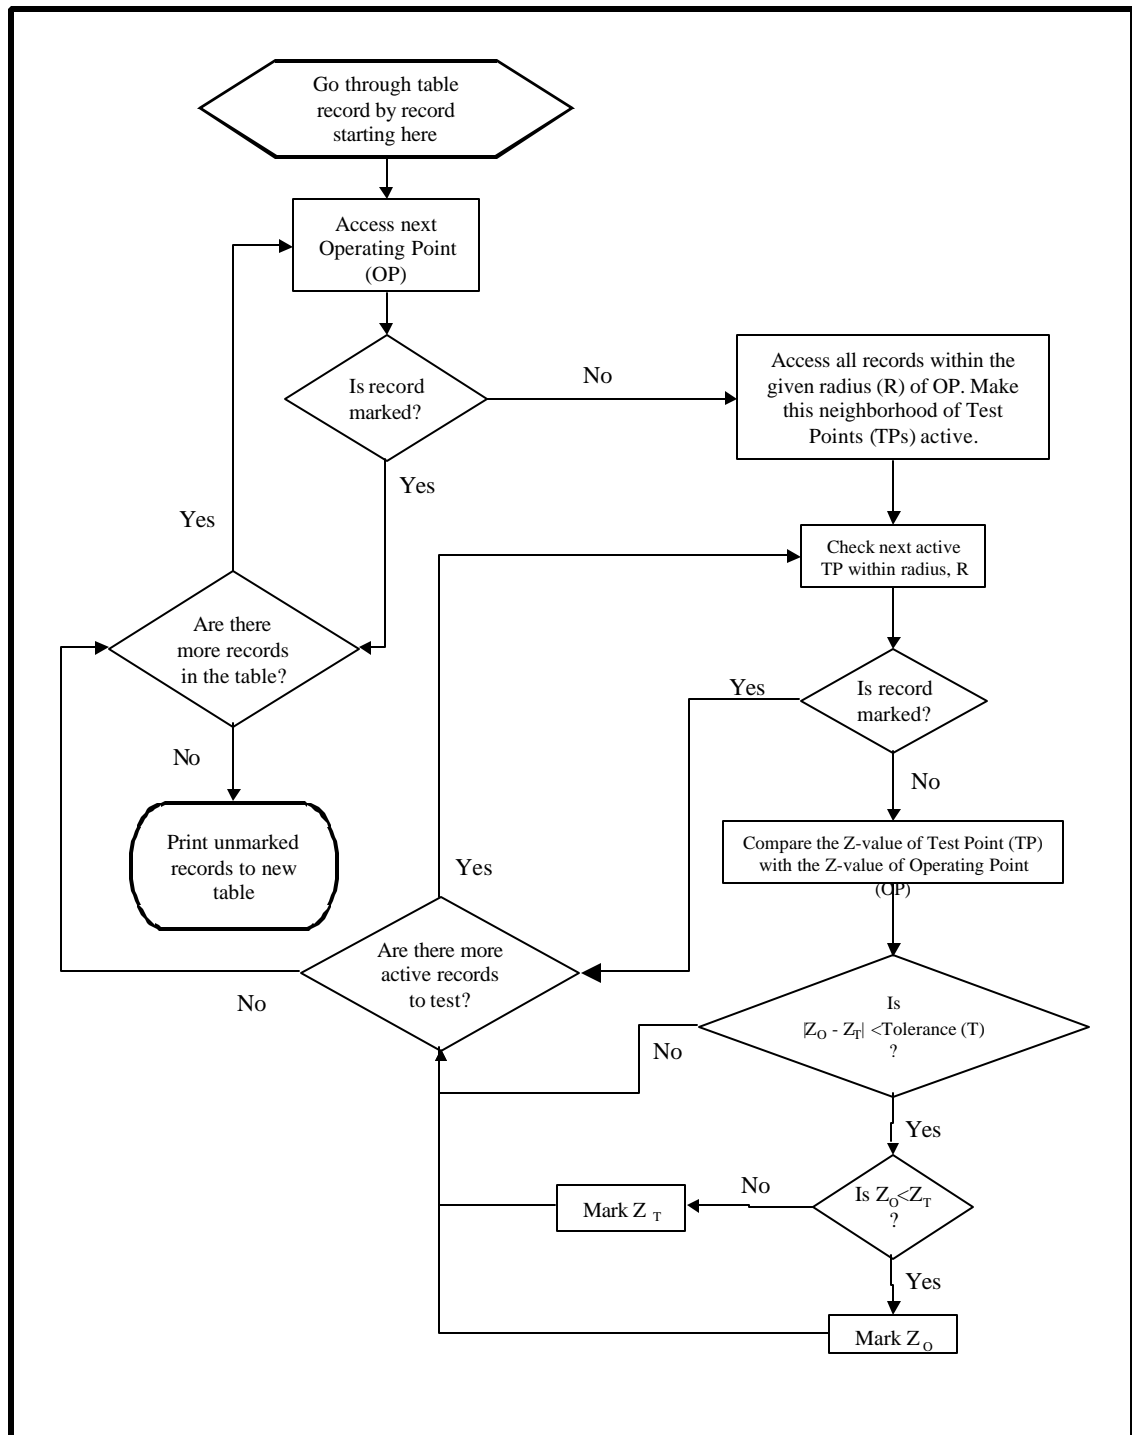 Go through table
record by record
starting here
Access next
Operating Point
(OP)
Is record
marked?
No
Access all records within the
given radius (R) of OP. Make
this neighborhood of Test
Points (TPs) active.
Yes
Yes
Check next active
TP within radius, R
Are there
more records
in the table?
Is record
marked?
Yes
No
No
Print unmarked
records to new
table
Compare the Z-value of Test Point (TP)
with the Z-value of Operating Point
(OP)
Yes
Are there more
active records
to test?
No
Is
|ZO - ZT| <Tolerance (T)
?
No
Yes
Is ZO<ZT
?
No
Mark Z T
Yes
Mark Z O